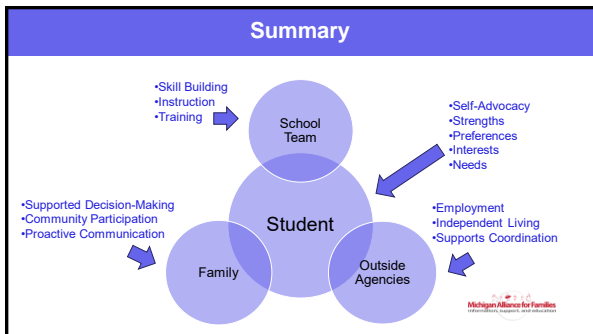 Summary
•Skill Building
•Instruction
•Training
School
Team
•Self-Advocacy
•Strengths
•Preferences
•Interests
•Needs
•Supported Decision-Making
•Community Participation
•Proactive Communication
Student
•Employment
•Independent Living
•Supports Coordination
Family
Outside
Agencies
Michigan Alliance for Families
information, support, and education